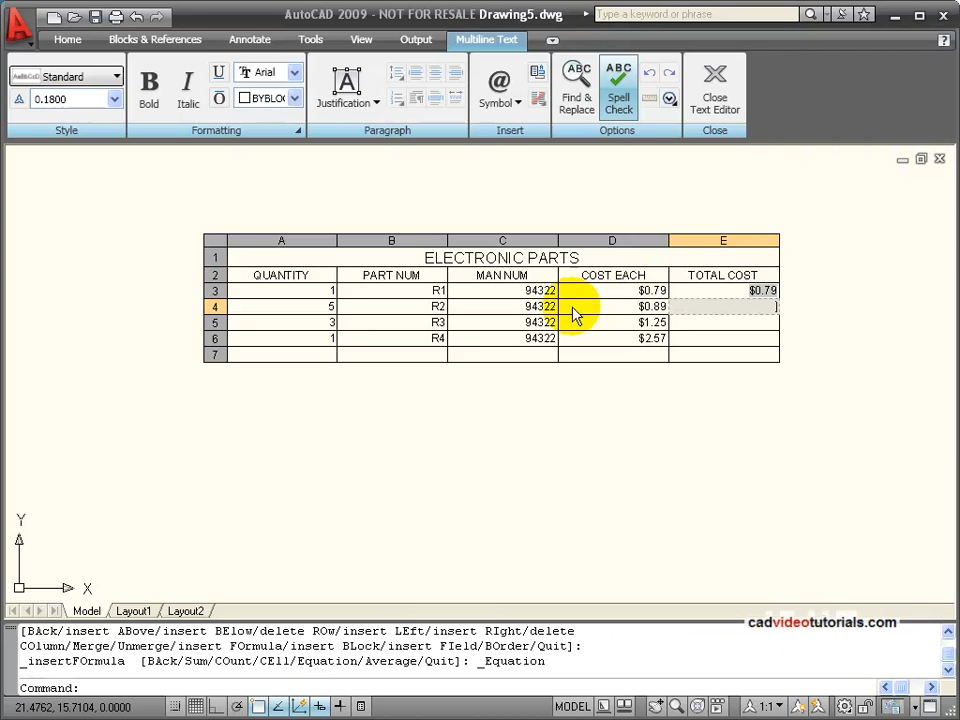 AutoCAD 2009 - NOT FOR RESALE Drawing5.dwg
Type a keyword or phrase
Home Blocks & References Annotate Tools View Output Multiline Text
Standard
0.1800
Style
Bold
Italic
U
O
Arial
BYBLOC
Formatting
Justification
Paragraph
@
Symbol
Insert
ABC
Find &
Replace
ABC
Spell
Check
Options
Close
Text Editor
Close
A B C D E
1 ELECTRONIC PARTS
2 QUANTITY PART NUM MAN NUM COST EACH TOTAL COST
3 1 R1 94322 $0.79 $0.79
4 5 R2 94322 $0.89
5 3 R3 94322 $1.25
6 1 R4 94322 $2.57
7
Y
X
Model Layout1 Layout2
cadvideotutorials.com
[BAck/insert ABove/insert BElow/delete ROw/insert LEft/insert RIght/delete
COlumn/Merge/Unmerge/insert FOrmula/insert BLock/insert FIeld/BOrder/Quit]:
_insertFOrmula [BAck/Sum/COunt/CEll/Equation/Average/Quit]: _Equation
Command:
21.4762, 15.7104, 0.0000
MODEL
1:1